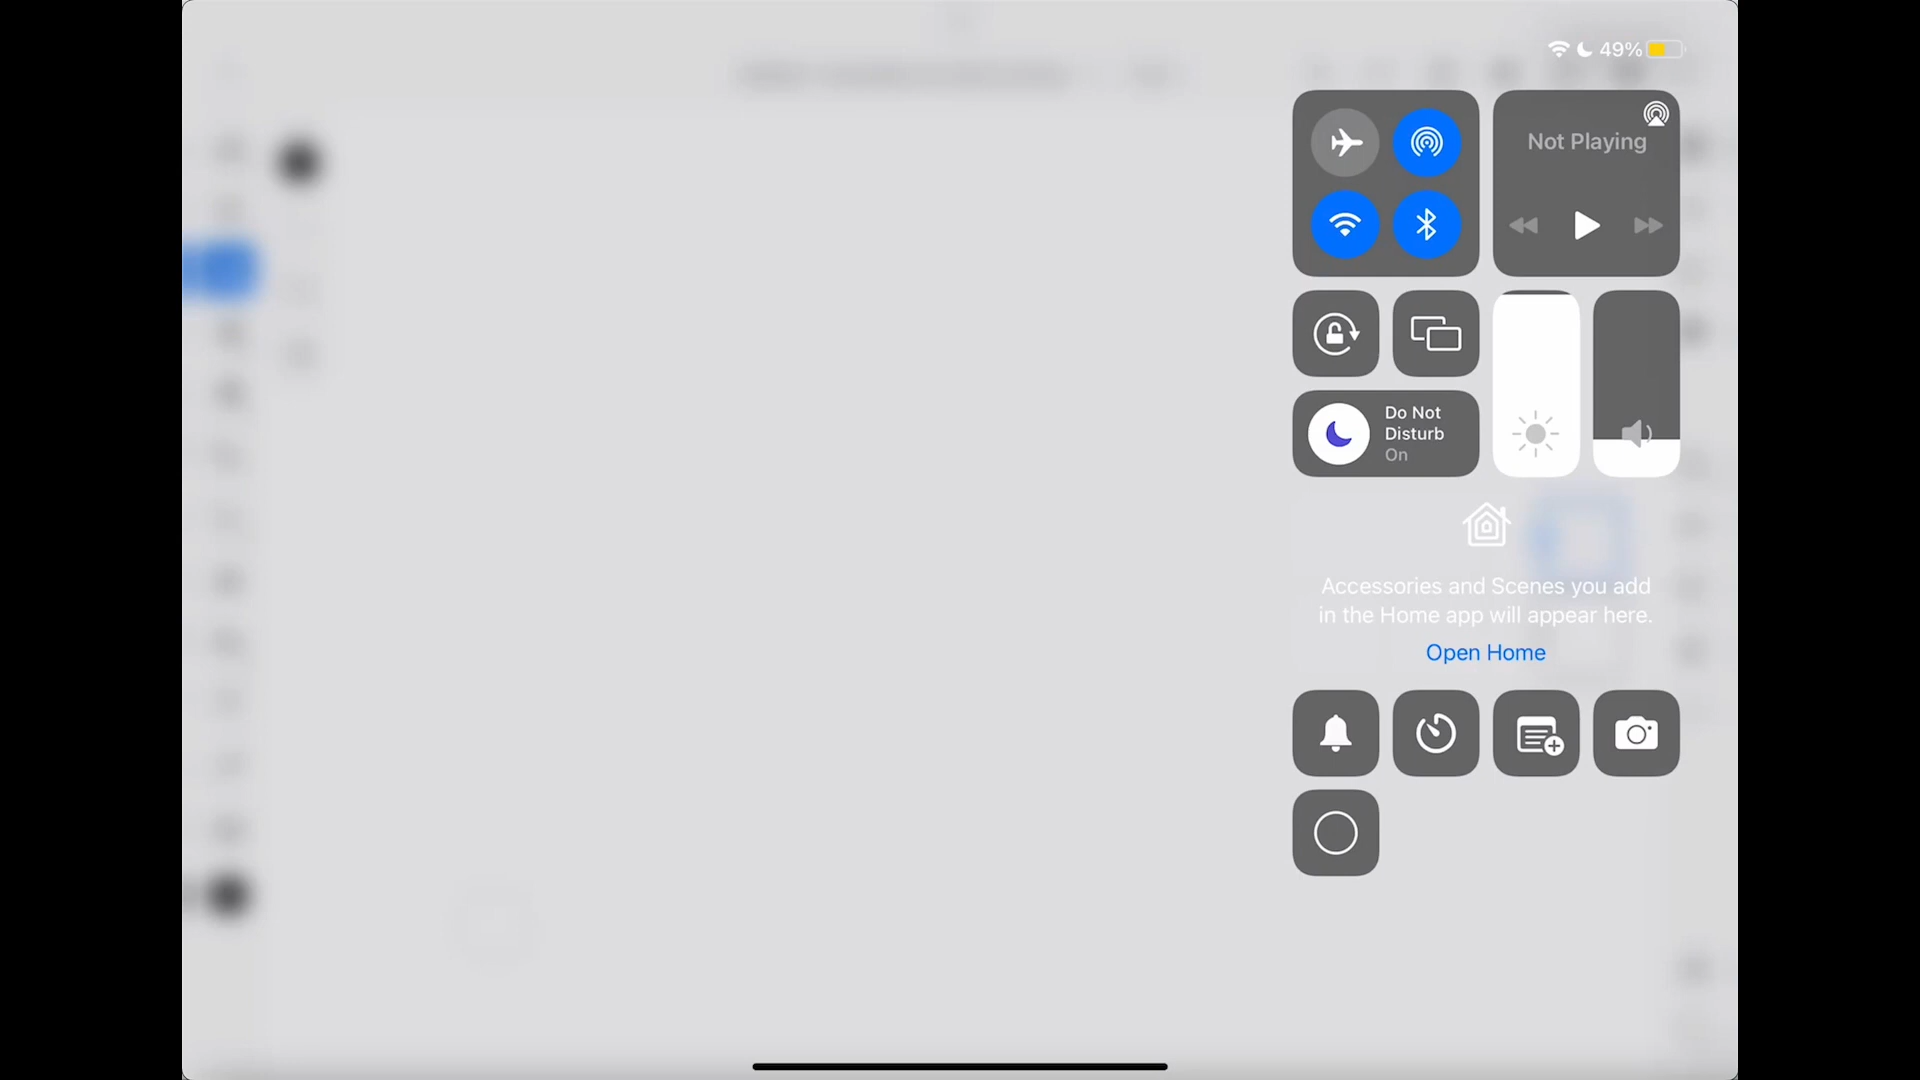 49%
Not Playing
Do Not
Disturb
On
Accessories and Scenes you add
in the Home app will appear here.
Open Home